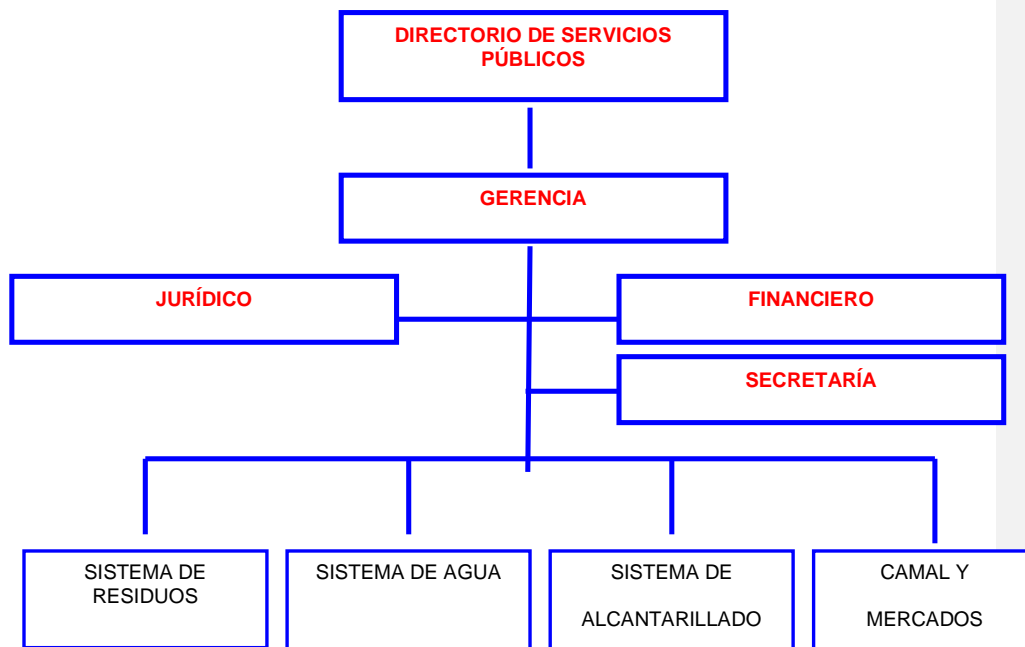 DIRECTORIO DE SERVICIOS
PÚBLICOS
GERENCIA
JURÍDICO
FINANCIERO
SECRETARÍA
SISTEMA DE
RESIDUOS
SISTEMA DE AGUA
SISTEMA DE
ALCANTARILLADO
CAMAL Y
MERCADOS